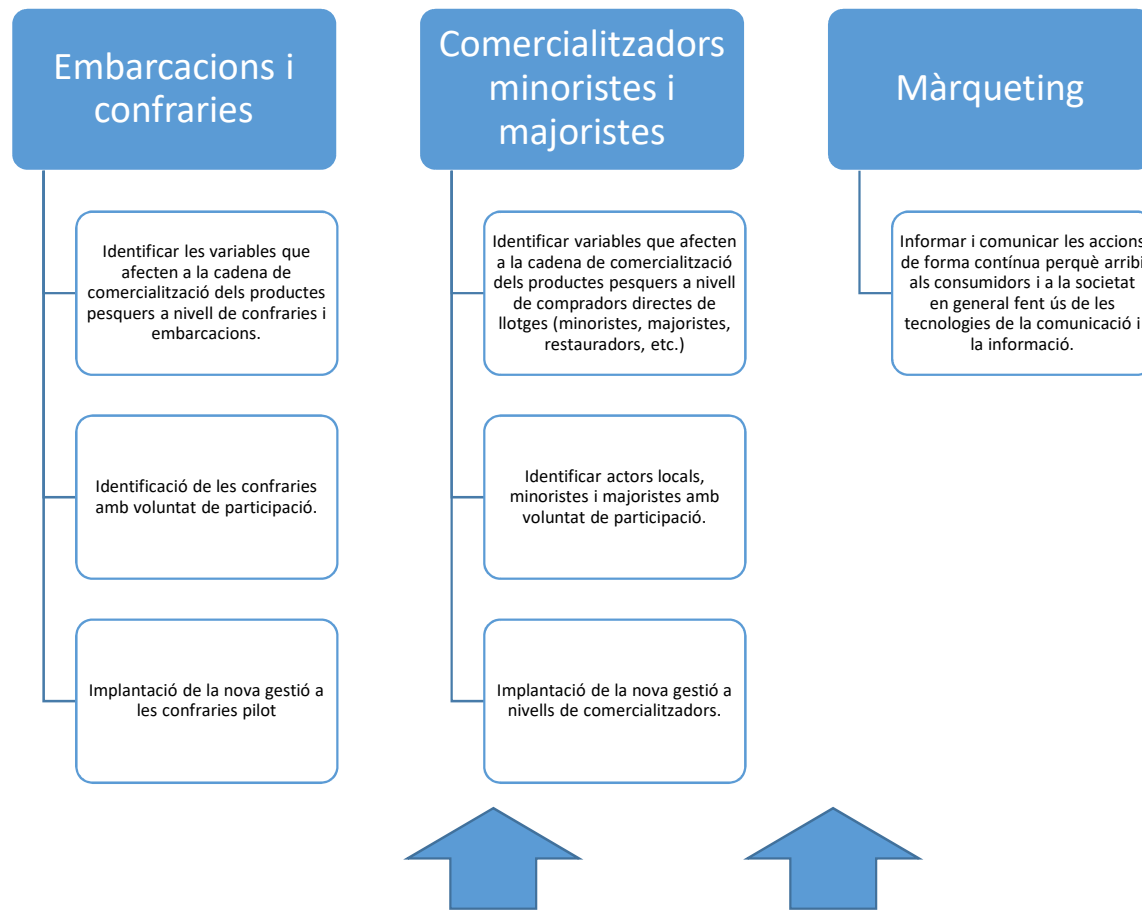 Embarcacions i
confraries
Identificar les variables que
afecten a la cadena de
comercialització dels productes
pesquers a nivell de confraries i
embarcacions.
Identificació de les confraries
amb voluntat de participació.
Implantació de la nova gestió a
les confraries pilot
Comercialitzadors
minoristes i
majoristes
Identificar variables que afecten
a la cadena de comercialització
dels productes pesquers a nivell
de compradors directes de
llotges (minoristes, majoristes,
restauradors, etc.)
Identificar actors locals,
minoristes i majoristes amb
voluntat de participació.
Implantació de la nova gestió a
nivells de comercialitzadors.
Màrqueting
Informar i comunicar les accions
de forma contínua perquè arribi
als consumidors i a la societat
en general fent ús de les
tecnologies de la comunicació i
la informació.